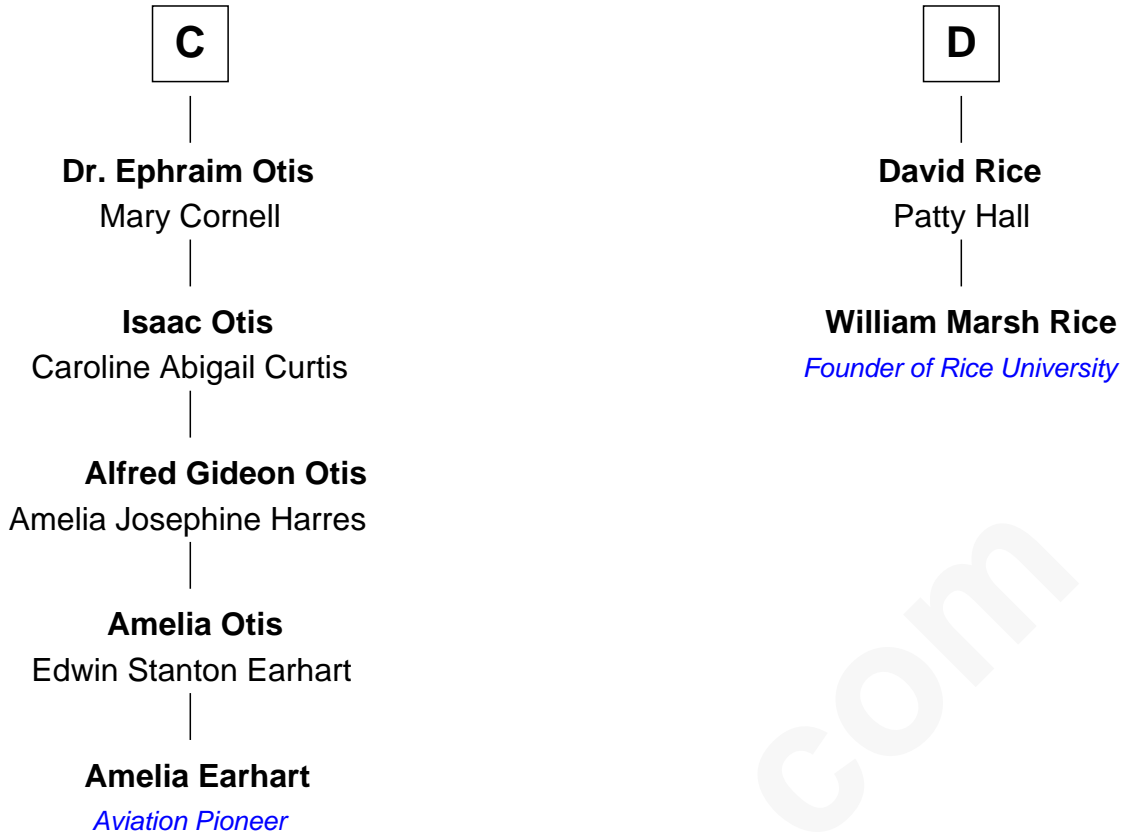 C
Dr. Ephraim Otis
Mary Cornell
Isaac Otis
Caroline Abigail Curtis
Alfred Gideon Otis
Amelia Josephine Harres
Amelia Otis
Edwin Stanton Earhart
Amelia Earhart
Aviation Pioneer
D
David Rice
Patty Hall
William Marsh Rice
Founder of Rice University
com